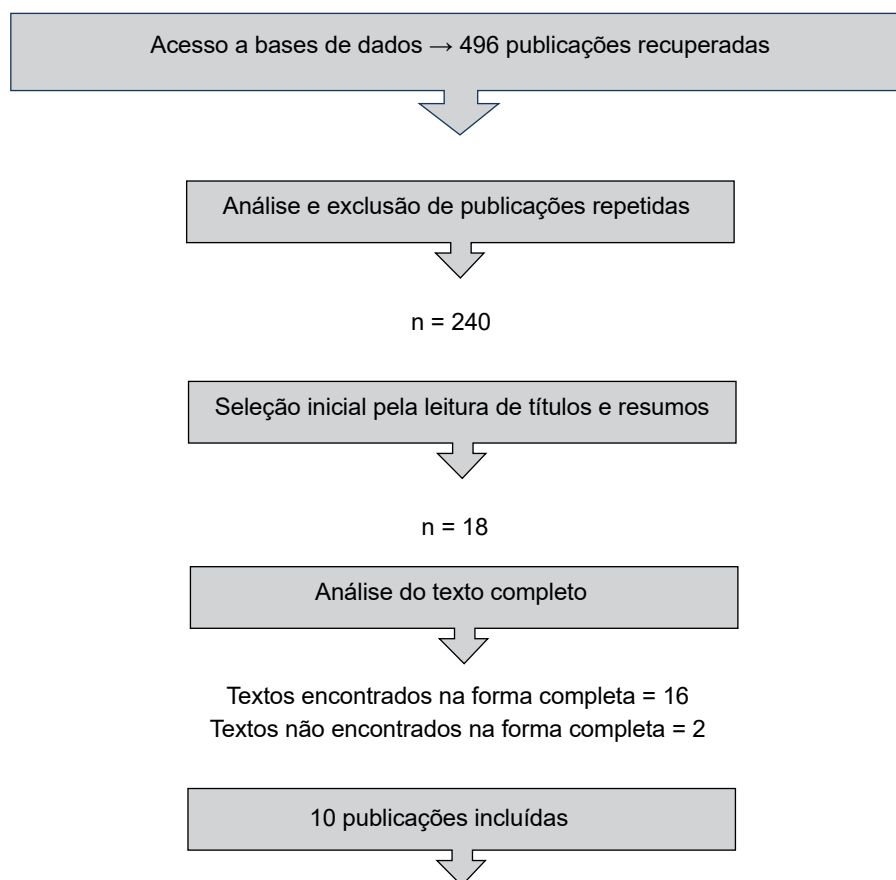 Acesso a bases de dados → 496 publicações recuperadas
Análise e exclusão de publicações repetidas
n = 240
Seleção inicial pela leitura de títulos e resumos
n = 18
Análise do texto completo
Textos encontrados na forma completa = 16
Textos não encontrados na forma completa = 2
10 publicações incluídas